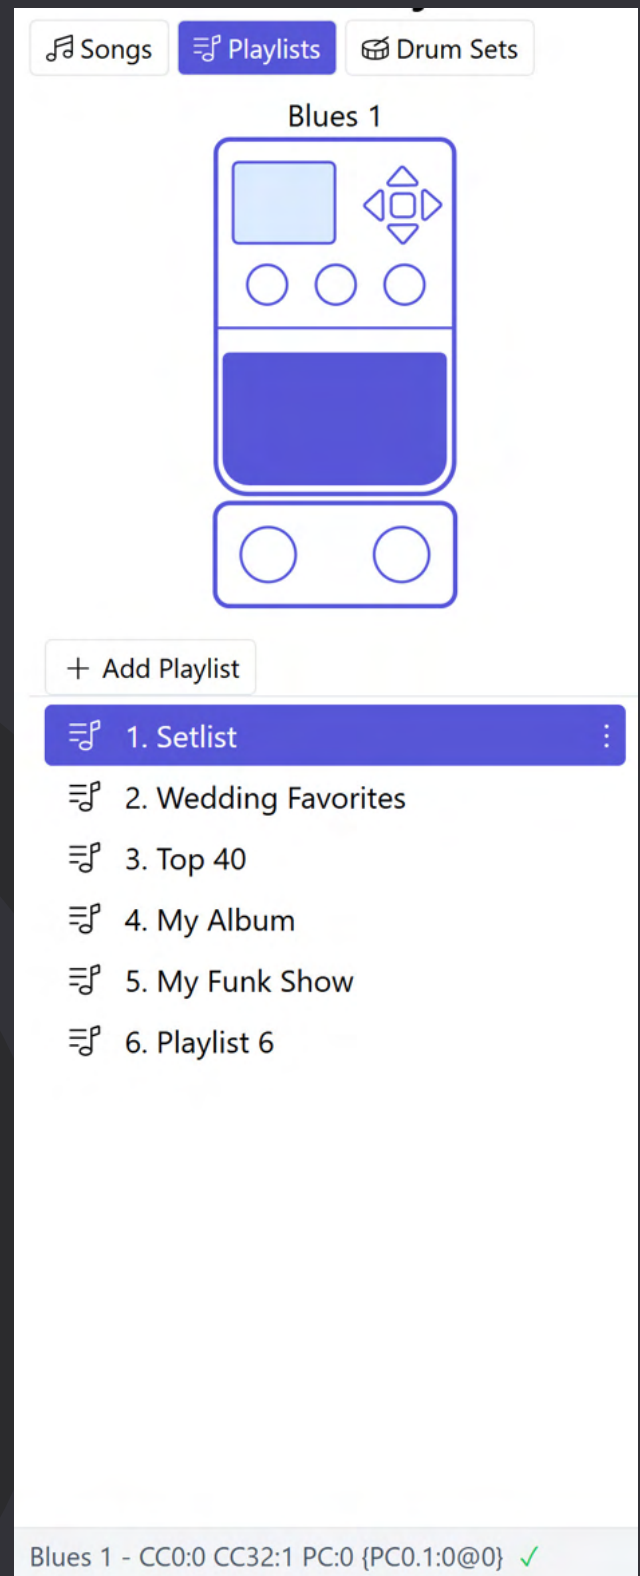 Songs Playlists Drum Sets
Blues 1
+ Add Playlist
1. Setlist
2. Wedding Favorites
3. Top 40
4. My Album
5. My Funk Show
6. Playlist 6
Blues 1 - CC0:0 CC32:1 PC:0 {PC0.1:0@0} ✓